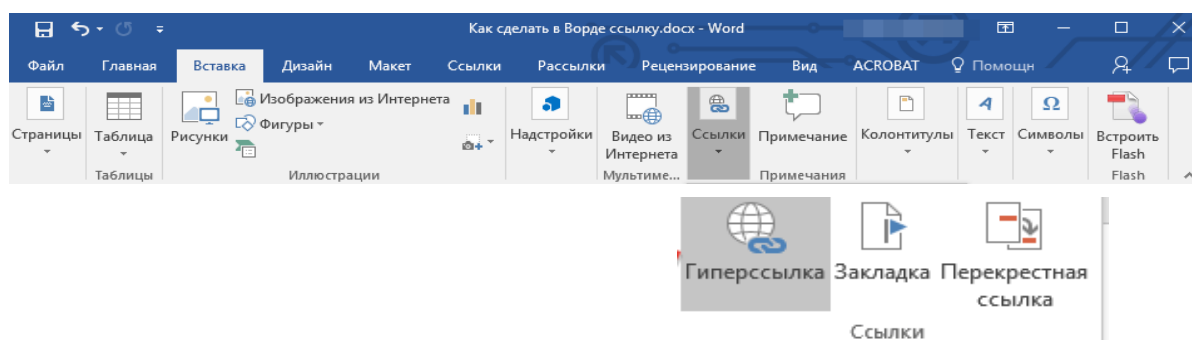 Как сделать в Ворде ссылку.docx - Word
Файл Главная Вставка Дизайн Макет Ссылки Рассылки Рецензирование Вид ACROBAT Помощн
Страницы Таблица Рисунки Изображения из Интернета Фигуры Надстройки Видео из Интернета Ссылки Примечание Колонтитулы Текст Символы Встроить Flash
Таблицы Иллюстрации Мультиме... Примечания Flash
Гиперссылка Закладка Перекрестная
ссылка
Ссылки